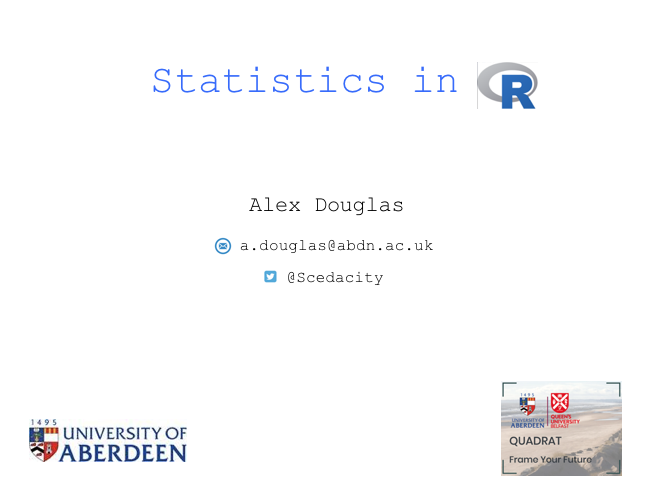 Statistics in R
Alex Douglas
a.douglas@abdn.ac.uk
@Scedacity
1495
UNIVERSITY OF
ABERDEEN
1495
UNIVERSITY OF
ABERDEEN
QUEEN'S
UNIVERSITY
BELFAST
QUADRAT
Frame Your Future